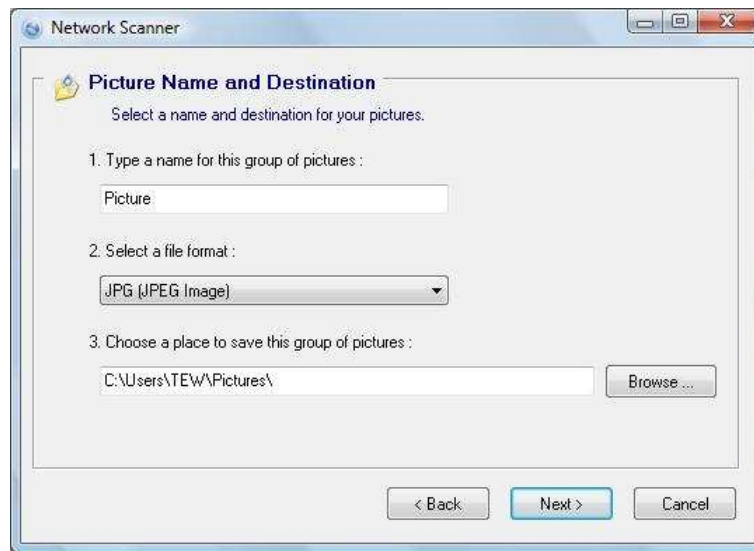 Network Scanner
Picture Name and Destination
Select a name and destination for your pictures.
1. Type a name for this group of pictures :
Picture
2. Select a file format :
JPG (JPEG Image)
3. Choose a place to save this group of pictures :
C:\Users\TEW\Pictures\
Browse ...
< Back
Next >
Cancel